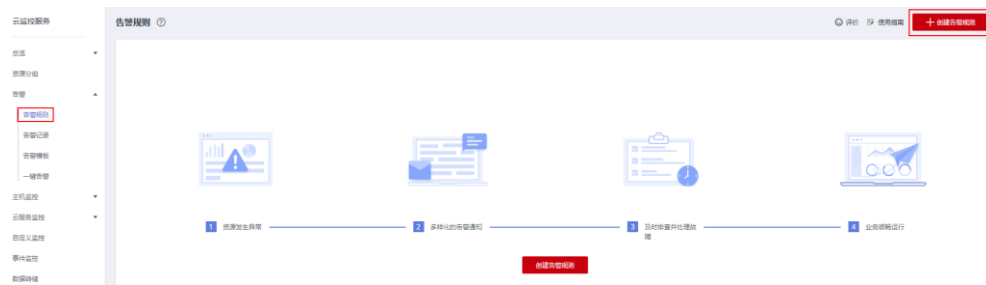 云监控服务
告警规则
评价
使用指南
创建告警规则
总览
资源分组
告警
告警规则
告警记录
告警模板
一键告警
主机监控
云服务监控
自定义监控
事件监控
数据转储
1 资源发生异常
2 多样化的告警通知
3 及时排查并处理故
障
4 业务顺畅运行
创建告警规则